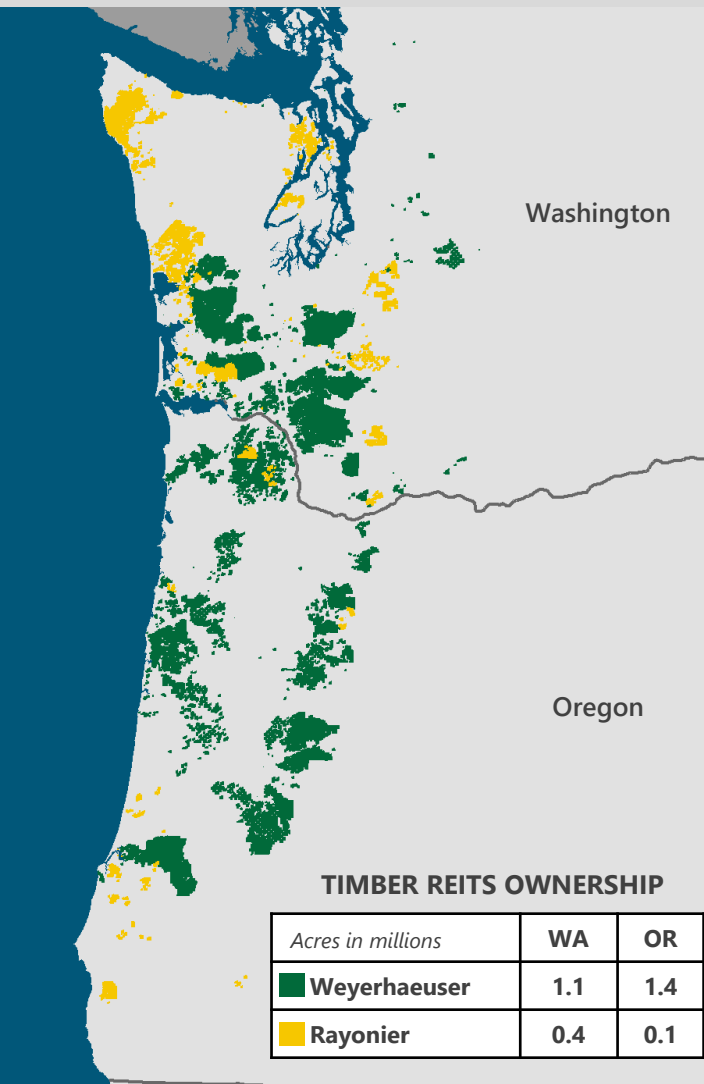 Washington
Oregon
TIMBER REITS OWNERSHIP
Acres in millions WA OR
Weyerhaeuser 1.1 1.4
Rayonier 0.4 0.1